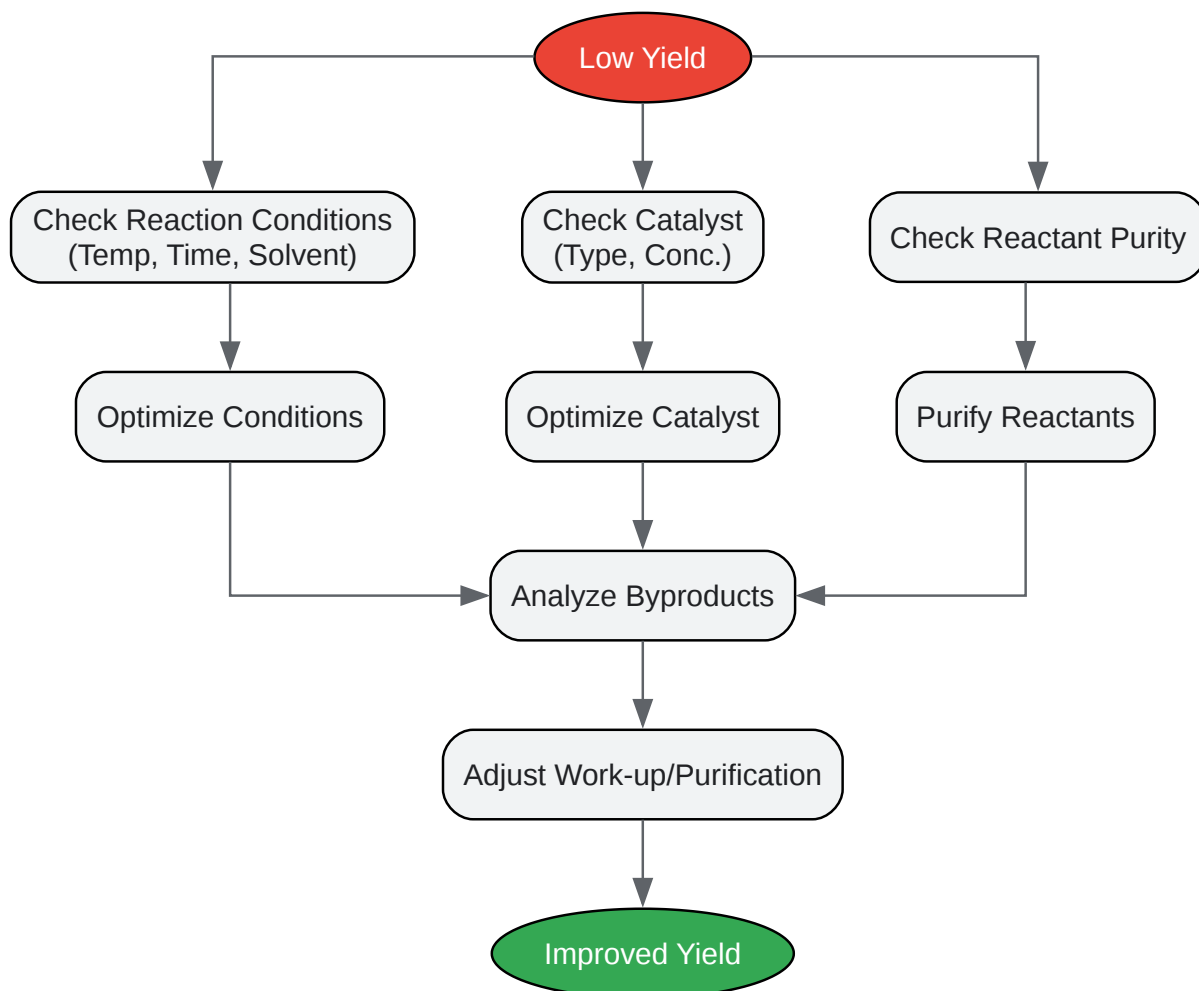 Low Yield
Check Reaction Conditions
(Temp, Time, Solvent)
Check Catalyst
(Type, Conc.)
Check Reactant Purity
Optimize Conditions
Optimize Catalyst
Purify Reactants
Analyze Byproducts
Adjust Work-up/Purification
Improved Yield